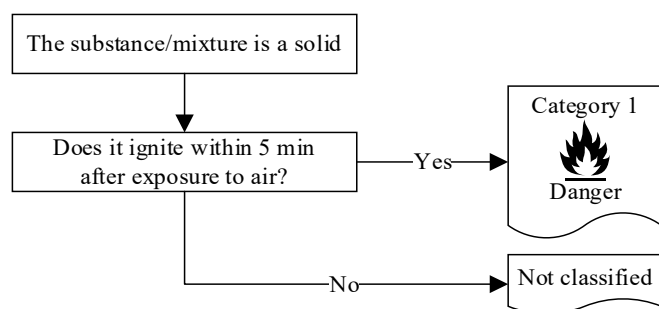 The substance/mixture is a solid
Does it ignite within 5 min
after exposure to air?
Yes
Category 1
Danger
No
Not classified